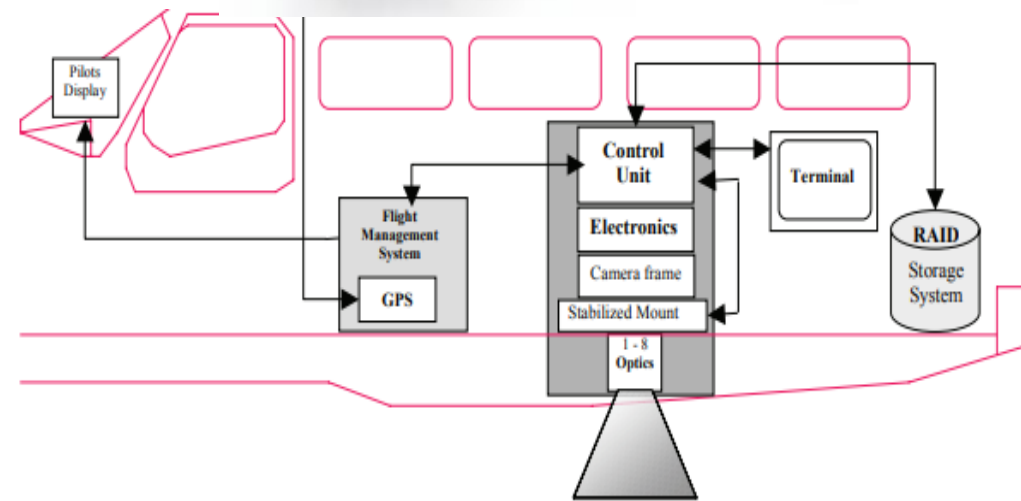 Pilots
Display
Flight
Management
System
GPS
Control
Unit
Electronics
Camera frame
Stabilized Mount
1 - 8
Optics
Terminal
RAID
Storage
System